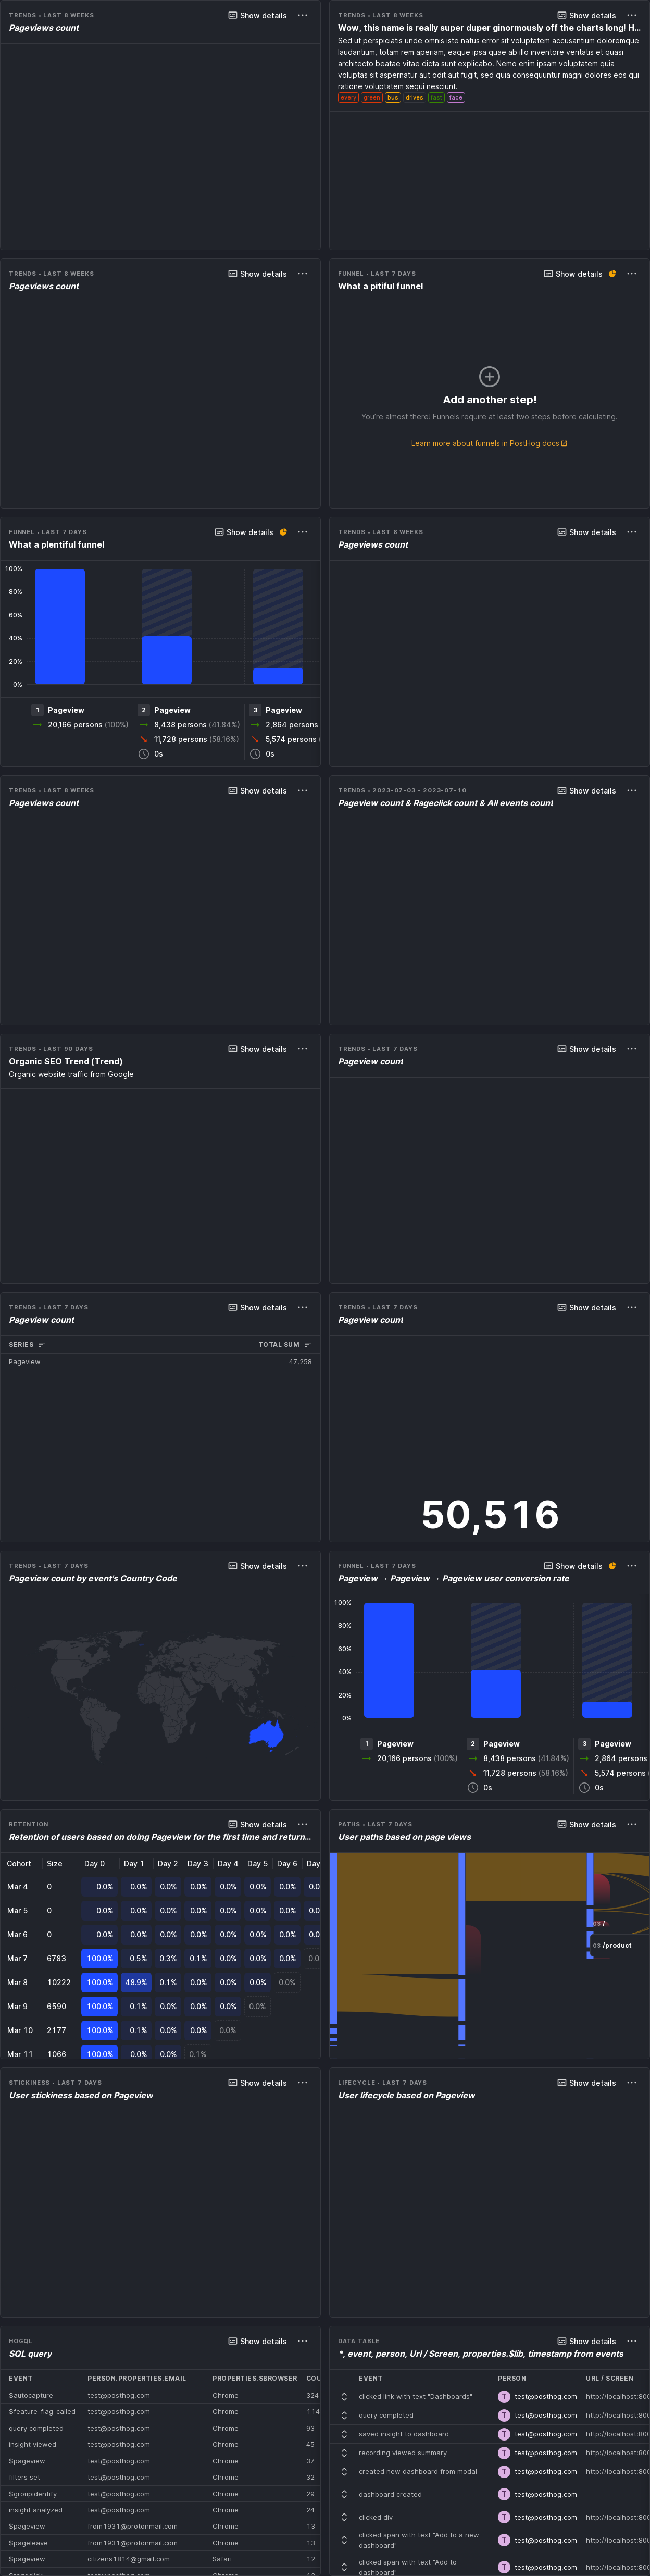 TRENDS • LAST 8 WEEKS
Show details
Pageviews count
TRENDS • LAST 8 WEEKS
Show details
Wow, this name is really super duper ginormously off the charts long! H...
Sed ut perspiciatis unde omnis iste natus error sit voluptatem accusantium doloremque
laudantium, totam rem aperiam, eaque ipsa quae ab illo inventore veritatis et quasi
architecto beatae vitae dicta sunt explicabo. Nemo enim ipsam voluptatem quia
voluptas sit aspernatur aut odit aut fugit, sed quia consequuntur magni dolores eos qui
ratione voluptatem sequi nesciunt.
every green bus drives fast face
TRENDS • LAST 8 WEEKS
Show details
Pageviews count
FUNNEL • LAST 7 DAYS
Show details
What a pitiful funnel
Add another step!
You're almost there! Funnels require at least two steps before calculating.
Learn more about funnels in PostHog docs
FUNNEL • LAST 7 DAYS
Show details
What a plentiful funnel
100%
80%
60%
40%
20%
0%
1 Pageview
20,166 persons (100%)
2 Pageview
8,438 persons (41.84%)
11,728 persons (58.16%)
0s
3 Pageview
2,864 persons
5,574 persons
0s
TRENDS • LAST 8 WEEKS
Show details
Pageviews count
TRENDS • LAST 8 WEEKS
Show details
Pageviews count
TRENDS • 2023-07-03 - 2023-07-10
Show details
Pageview count & Rageclick count & All events count
TRENDS • LAST 90 DAYS
Show details
Organic SEO Trend (Trend)
Organic website traffic from Google
TRENDS • LAST 7 DAYS
Show details
Pageview count
TRENDS • LAST 7 DAYS
Show details
Pageview count
SERIES TOTAL SUM
Pageview 47,258
TRENDS • LAST 7 DAYS
Show details
Pageview count
50,516
TRENDS • LAST 7 DAYS
Show details
Pageview count by event's Country Code
FUNNEL • LAST 7 DAYS
Show details
Pageview → Pageview → Pageview user conversion rate
100%
80%
60%
40%
20%
0%
1 Pageview
20,166 persons (100%)
2 Pageview
8,438 persons (41.84%)
11,728 persons (58.16%)
0s
3 Pageview
2,864 persons
5,574 persons
0s
RETENTION
Show details
Retention of users based on doing Pageview for the first time and return...
Cohort Size Day 0 Day 1 Day 2 Day 3 Day 4 Day 5 Day 6 Day
Mar 4 0 0.0% 0.0% 0.0% 0.0% 0.0% 0.0% 0.0% 0.0
Mar 5 0 0.0% 0.0% 0.0% 0.0% 0.0% 0.0% 0.0% 0.0
Mar 6 0 0.0% 0.0% 0.0% 0.0% 0.0% 0.0% 0.0% 0.0
Mar 7 6783 100.0% 0.5% 0.3% 0.1% 0.0% 0.0% 0.0% 0.0
Mar 8 10222 100.0% 48.9% 0.1% 0.0% 0.0% 0.0% 0.0%
Mar 9 6590 100.0% 0.1% 0.0% 0.0% 0.0% 0.0%
Mar 10 2177 100.0% 0.1% 0.0% 0.0% 0.0%
Mar 11 1066 100.0% 0.0% 0.0% 0.1%
PATHS • LAST 7 DAYS
Show details
User paths based on page views
03 /
03 /product
STICKINESS • LAST 7 DAYS
Show details
User stickiness based on Pageview
LIFECYCLE • LAST 7 DAYS
Show details
User lifecycle based on Pageview
HOGQL
Show details
SQL query
EVENT PERSON.PROPERTIES.EMAIL PROPERTIES.$BROWSER COU
$autocapture test@posthog.com Chrome 324
$feature_flag_called test@posthog.com Chrome 114
query completed test@posthog.com Chrome 93
insight viewed test@posthog.com Chrome 45
$pageview test@posthog.com Chrome 37
filters set test@posthog.com Chrome 32
$groupidentify test@posthog.com Chrome 29
insight analyzed test@posthog.com Chrome 24
$pageview from1931@protonmail.com Chrome 13
$pageleave from1931@protonmail.com Chrome 13
$pageview citizens1814@gmail.com Safari 12
DATA TABLE
Show details
*, event, person, Url / Screen, properties.$lib, timestamp from events
EVENT PERSON URL / SCREEN
clicked link with text "Dashboards" T test@posthog.com http://localhost:800
query completed T test@posthog.com http://localhost:800
saved insight to dashboard T test@posthog.com http://localhost:800
recording viewed summary T test@posthog.com http://localhost:800
created new dashboard from modal T test@posthog.com http://localhost:800
dashboard created T test@posthog.com —
clicked div T test@posthog.com http://localhost:800
clicked span with text "Add to a new
dashboard" T test@posthog.com http://localhost:800
clicked span with text "Add to
dashboard" T test@posthog.com http://localhost:800